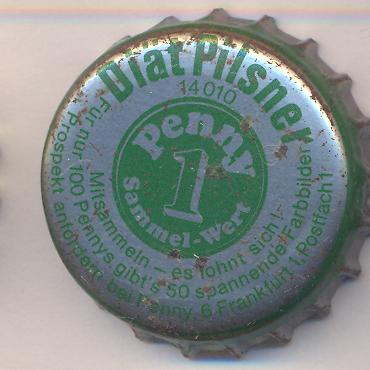 Diät Pilsner
14 010
Penny
1
Sammel-Wert
Mitsammeln – es lohnt sich!
Für nur 100 Pennys gibt's 50 spannende Farbbilder
Prospekt anfordern bei Penny, 6 Frankfurt 1, Postfach 1